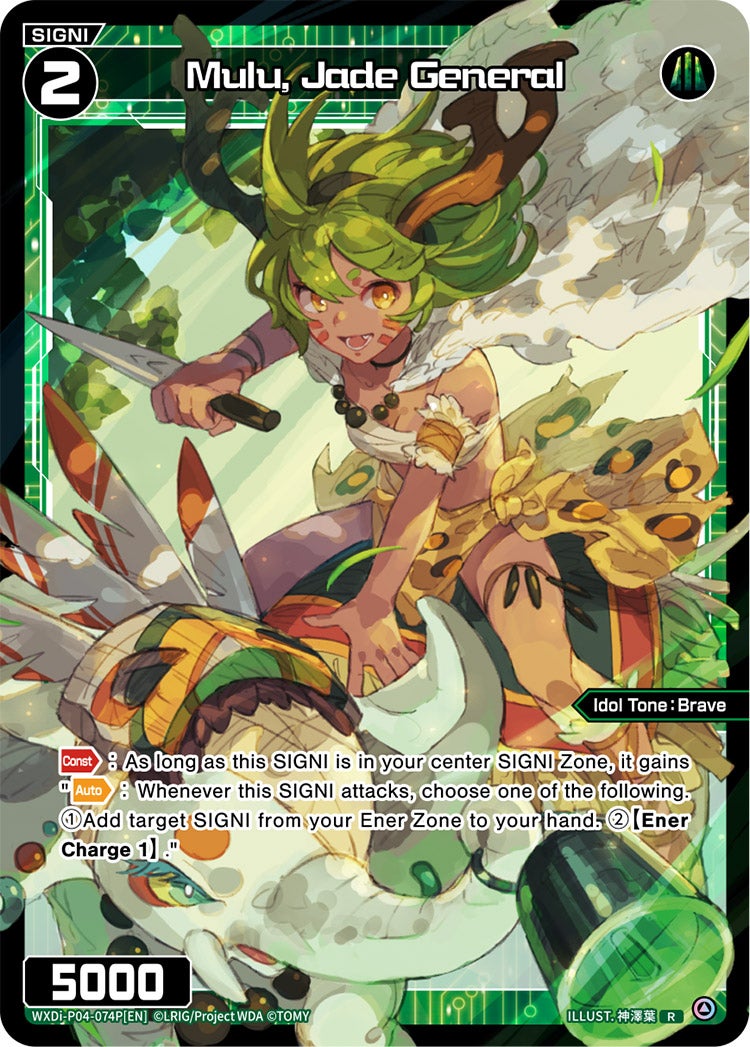 SIGNI
2
Mulu, Jade General
Idol Tone:Brave
Const : As long as this SIGNI is in your center SIGNI Zone, it gains
"Auto : Whenever this SIGNI attacks, choose one of the following.
①Add target SIGNI from your Ener Zone to your hand. ②【Ener
Charge 1】."
5000
WXDi-P04-074P[EN] ©LRIG/Project WDA ©TOMY
ILLUST. 神澤葉 R